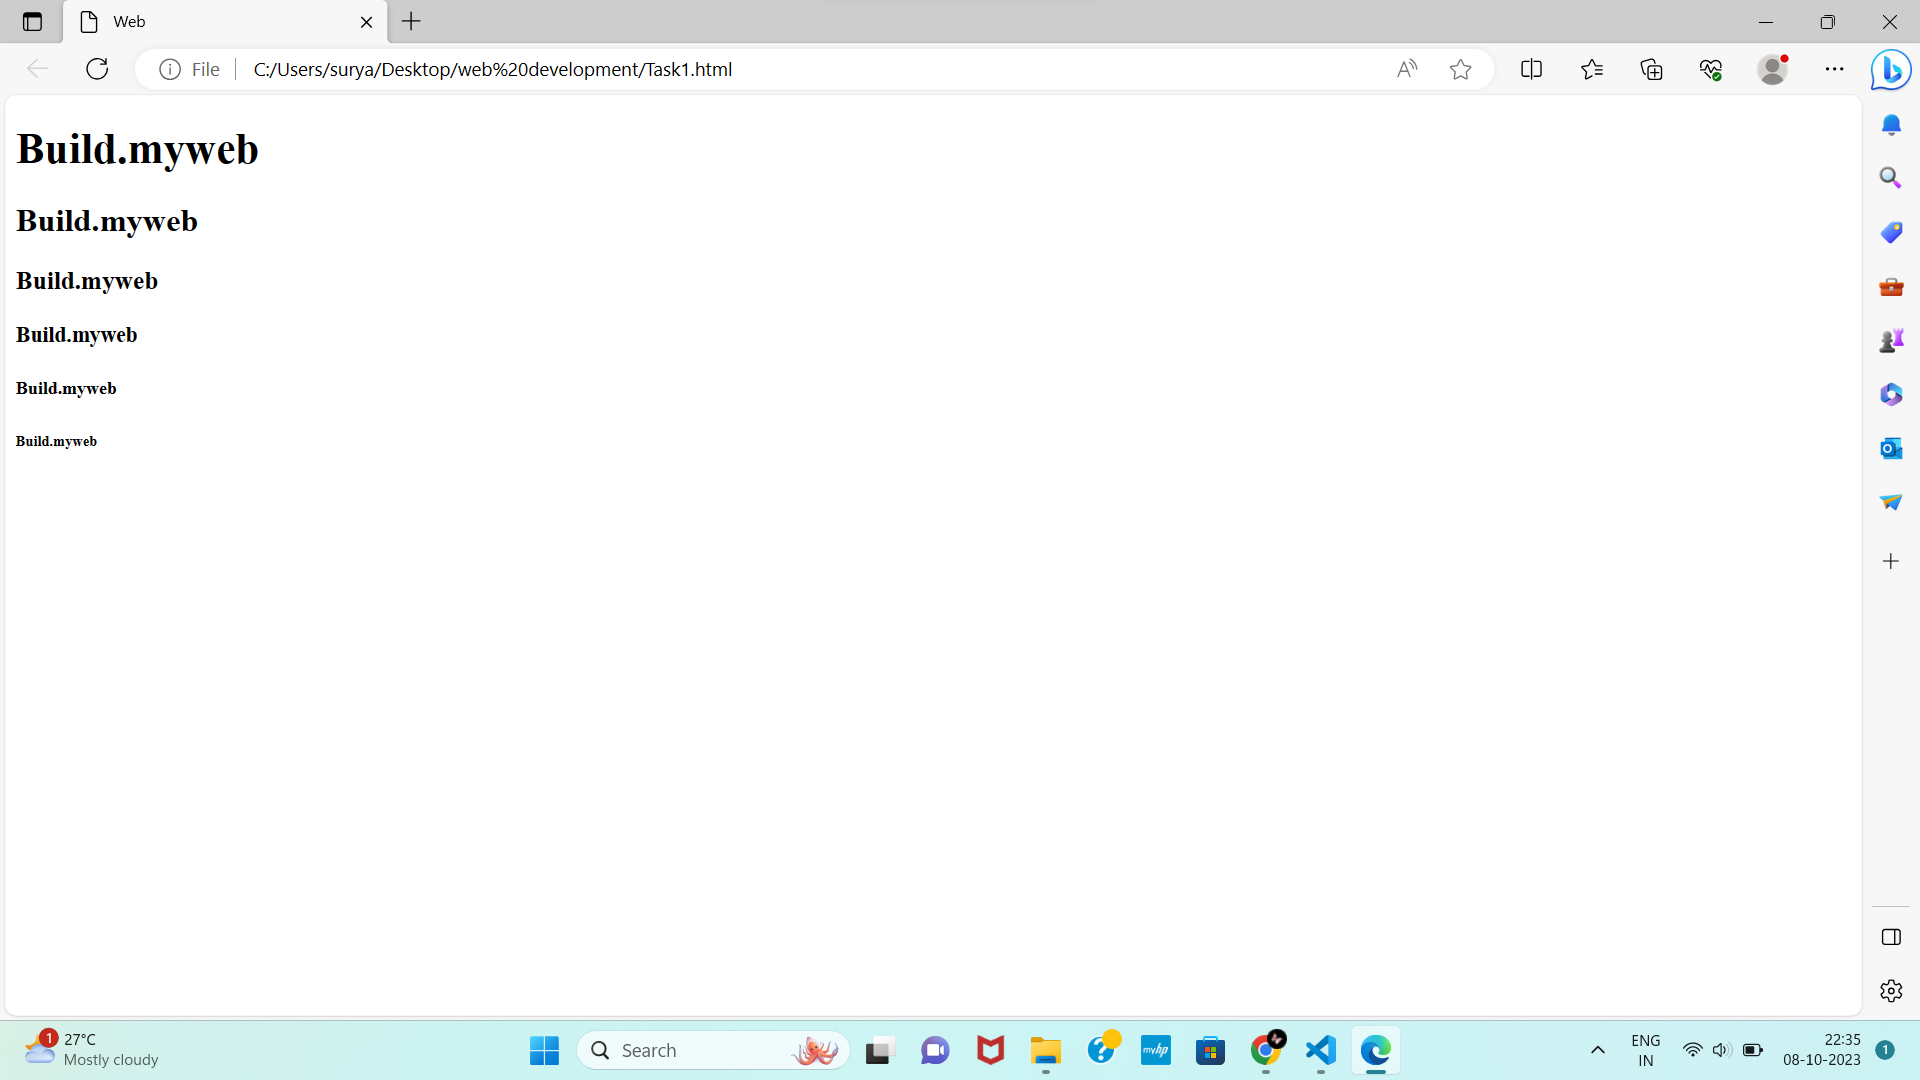 Web
File
C:/Users/surya/Desktop/web%20development/Task1.html
Build.myweb
Build.myweb
Build.myweb
Build.myweb
Build.myweb
Build.myweb
1
27°C
Mostly cloudy
Search
myhp
ENG
IN
22:35
08-10-2023
1